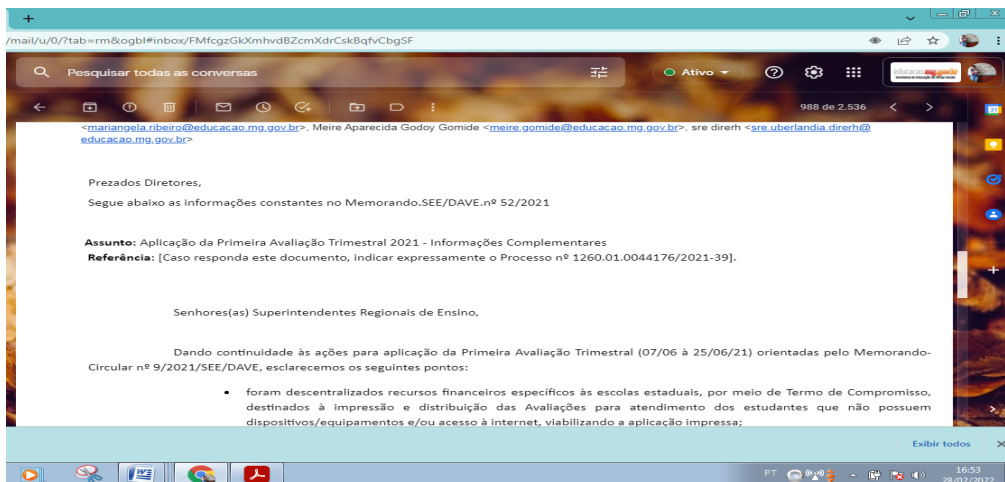 /mail/u/0/?tab=rm&ogbl#inbox/FMfcgzGkXmhvdBZcmXdrCskBqfvCbgSF
Pesquisar todas as conversas
Ativo
988 de 2.536
<mariangela.ribeiro@educacao.mg.gov.br>, Meire Aparecida Godoy Gomide <meire.gomide@educacao.mg.gov.br>, sre direrh <sre.uberlandia.direrh@
educacao.mg.gov.br>
Prezados Diretores,
Segue abaixo as informações constantes no Memorando.SEE/DAVE.nº 52/2021
Assunto: Aplicação da Primeira Avaliação Trimestral 2021 - Informações Complementares
Referência: [Caso responda este documento, indicar expressamente o Processo nº 1260.01.0044176/2021-39].
Senhores(as) Superintendentes Regionais de Ensino,
Dando continuidade às ações para aplicação da Primeira Avaliação Trimestral (07/06 à 25/06/21) orientadas pelo Memorando-
Circular nº 9/2021/SEE/DAVE, esclarecemos os seguintes pontos:
• foram descentralizados recursos financeiros específicos às escolas estaduais, por meio de Termo de Compromisso,
destinados à impressão e distribuição das Avaliações para atendimento dos estudantes que não possuem
dispositivos/equipamentos e/ou acesso à internet, viabilizando a aplicação impressa;
Exibir todos
PT
16:53
28/02/2022